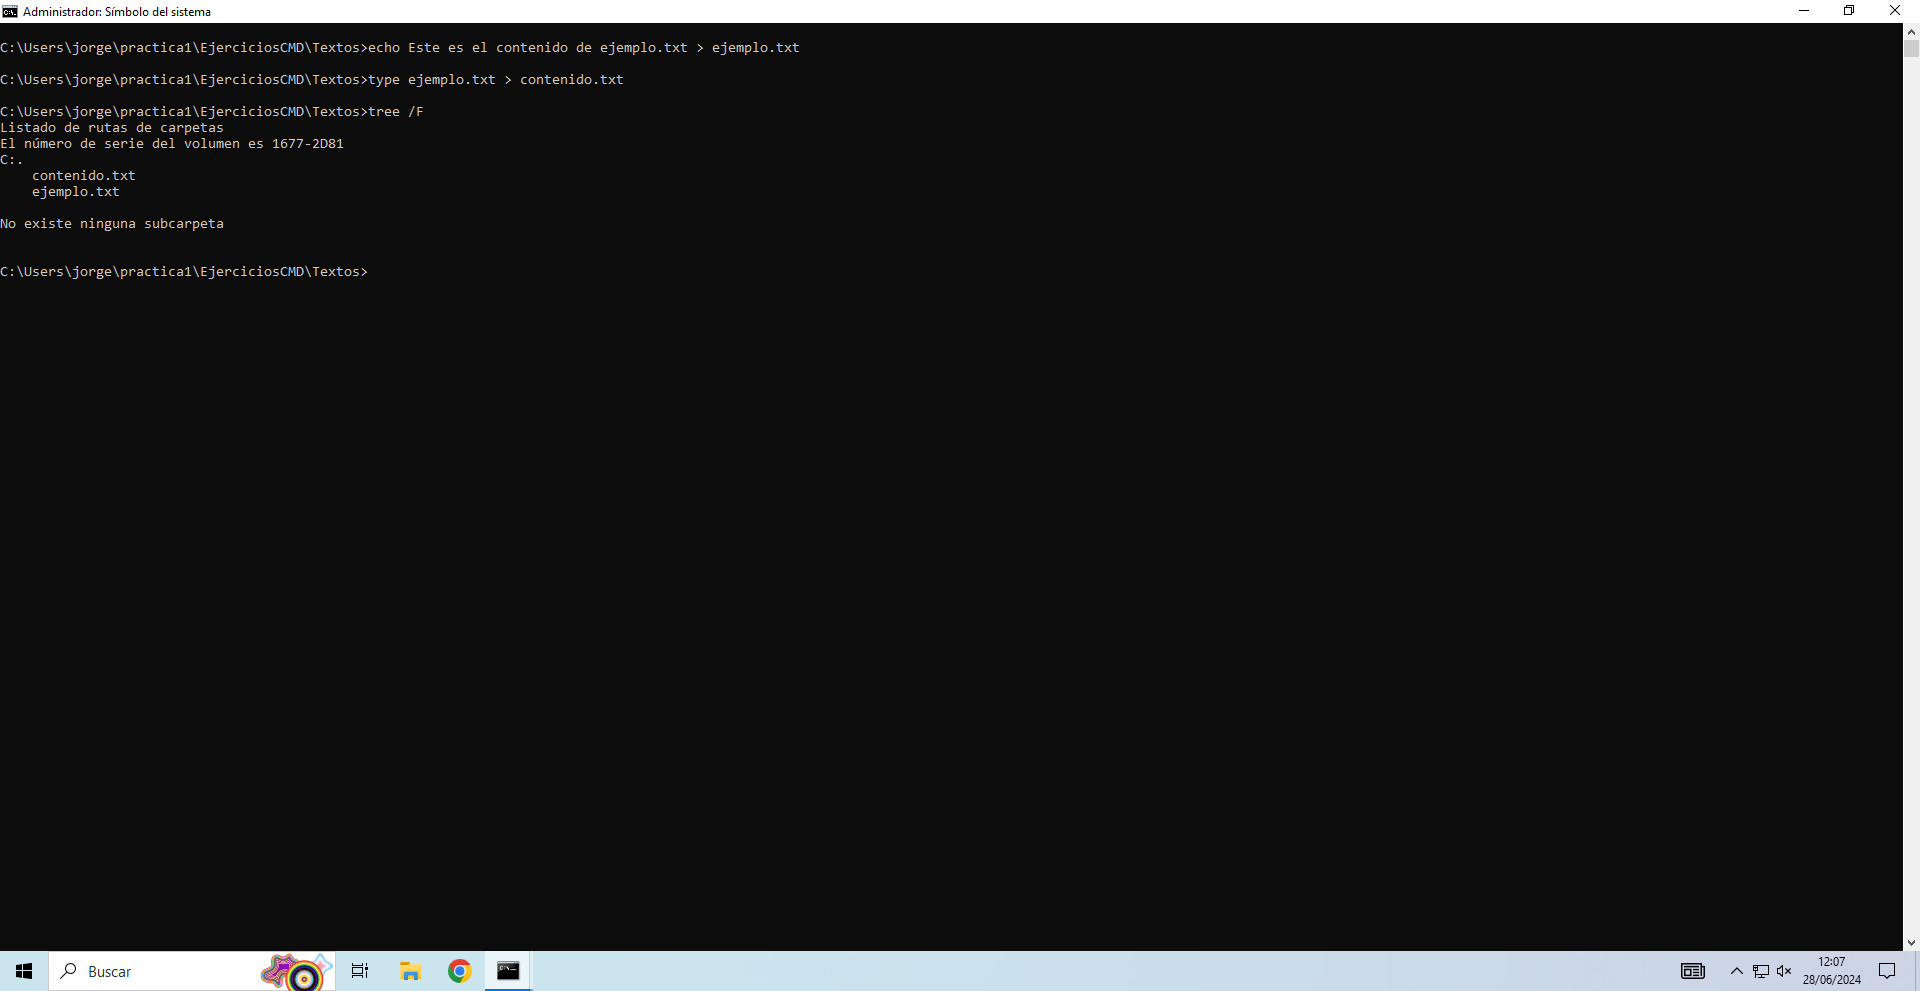 Administrador: Símbolo del sistema
C:\Users\jorge\practica1\EjerciciosCMD\Textos>echo Este es el contenido de ejemplo.txt > ejemplo.txt
C:\Users\jorge\practica1\EjerciciosCMD\Textos>type ejemplo.txt > contenido.txt
C:\Users\jorge\practica1\EjerciciosCMD\Textos>tree /F
Listado de rutas de carpetas
El número de serie del volumen es 1677-2D81
C:.
    contenido.txt
    ejemplo.txt
No existe ninguna subcarpeta
C:\Users\jorge\practica1\EjerciciosCMD\Textos>
Buscar
12:07
28/06/2024